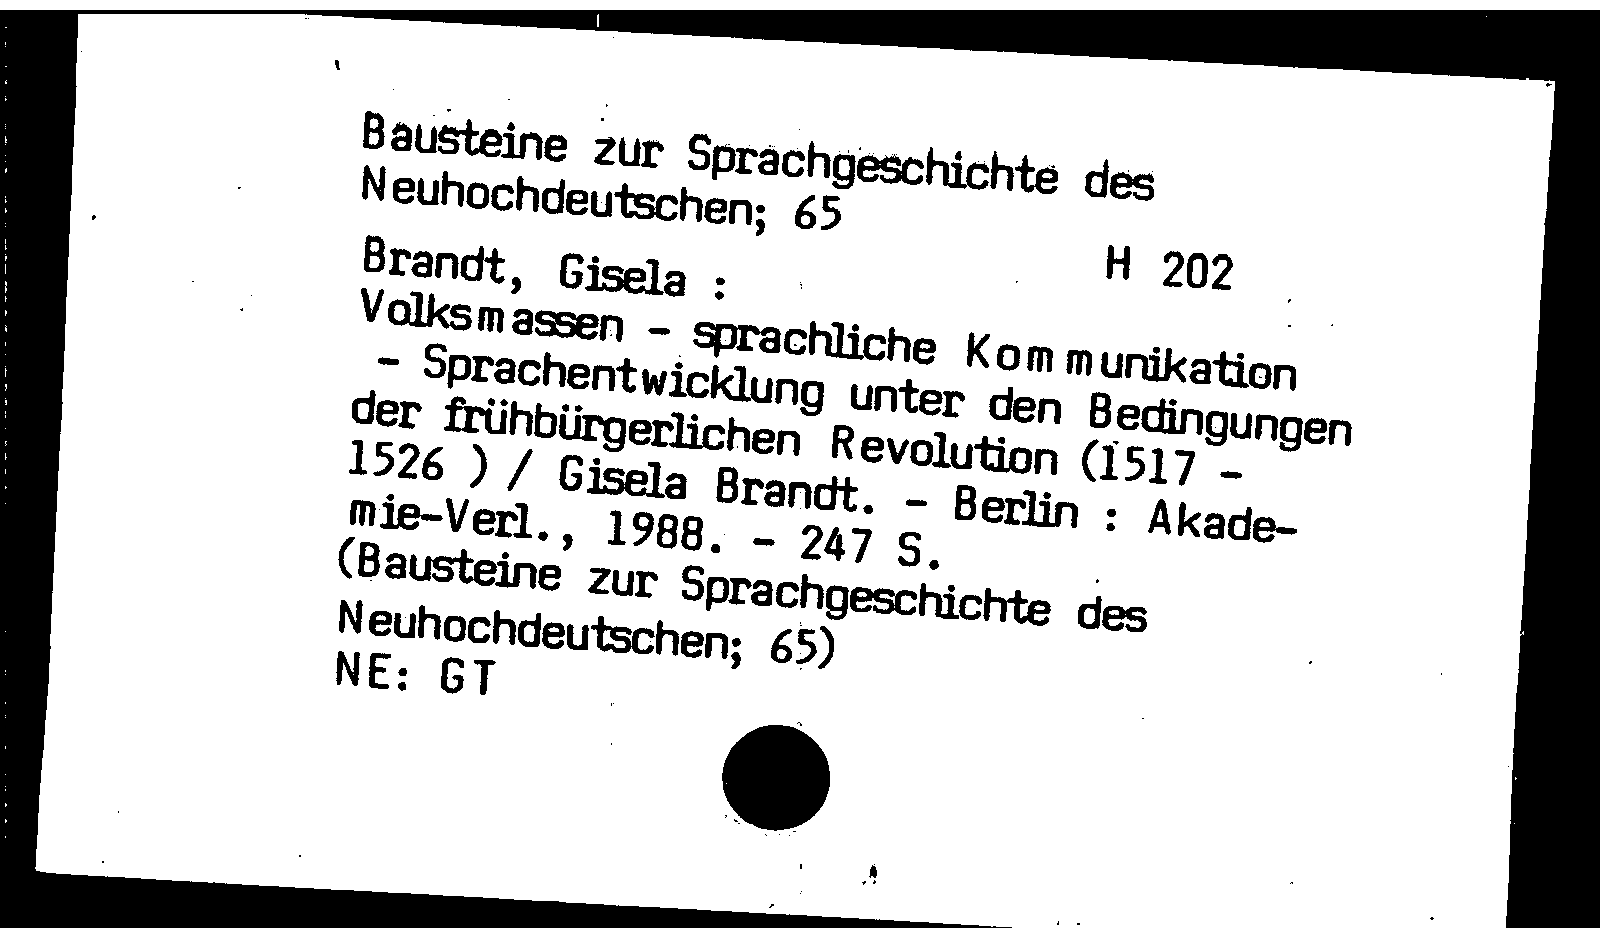 Bausteine zur Sprachgeschichte des
Neuhochdeutschen; 65
H 202
Brandt, Gisela :
Volksmassen - sprachliche Kommunikation
- Sprachentwicklung unter den Bedingungen
der frühbürgerlichen Revolution (1517 -
1526 ) / Gisela Brandt. - Berlin : Akade-
mie-Verl., 1988. - 247 S.
(Bausteine zur Sprachgeschichte des
Neuhochdeutschen; 65)
NE: GT